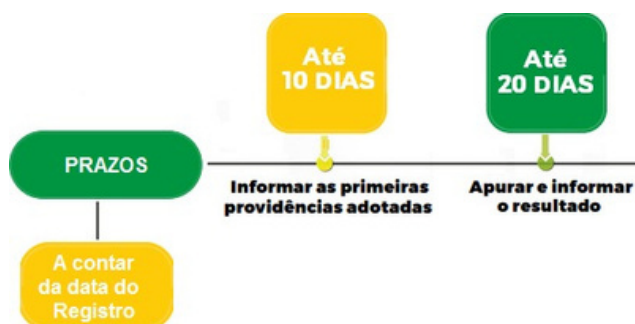 Até
10 DIAS
Até
20 DIAS
PRAZOS
Informar as primeiras
providências adotadas
Apurar e informar
o resultado
A contar
da data do
Registro